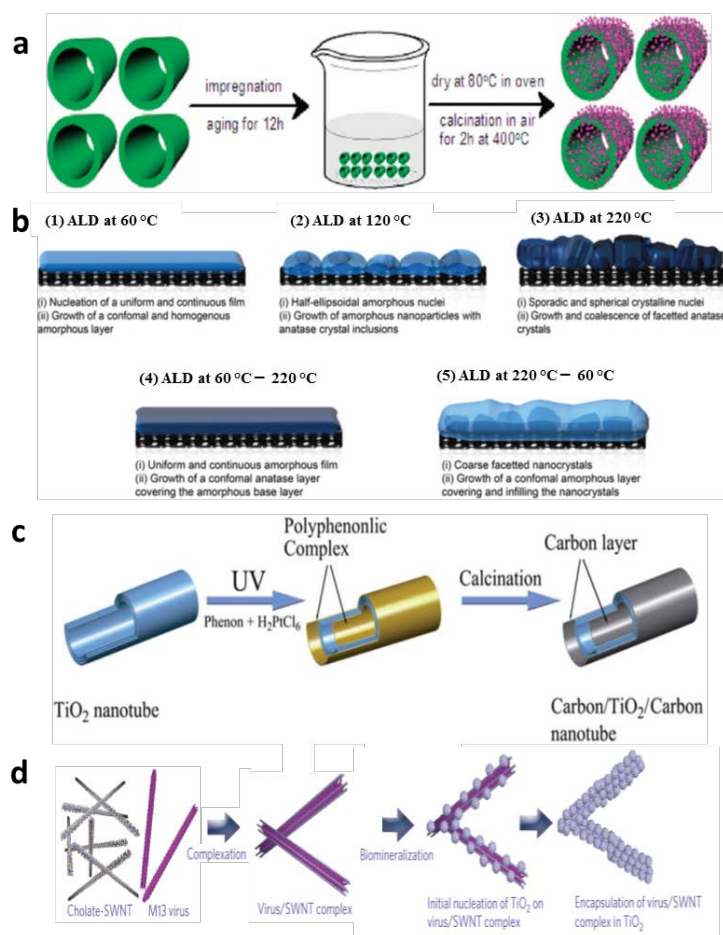 a
impregnation
aging for 12h
dry at 80°C in oven
calcination in air
for 2h at 400°C
b
(1) ALD at 60 °C
(i) Nucleation of a uniform and continuous film
(ii) Growth of a confomal and homogenous
amorphous layer
(2) ALD at 120 °C
(i) Half-ellipsoidal amorphous nuclei
(ii) Growth of amorphous nanoparticles with
anatase crystal inclusions
(3) ALD at 220 °C
(i) Sporadic and spherical crystalline nuclei
(ii) Growth and coalescence of facetted anatase
crystals
(4) ALD at 60 °C – 220 °C
(i) Uniform and continuous amorphous film
(ii) Growth of a confomal anatase layer
covering the amorphous base layer
(5) ALD at 220 °C – 60 °C
(i) Coarse facetted nanocrystals
(ii) Growth of a confomal amorphous layer
covering and infilling the nanocrystals
c
TiO2 nanotube
UV
Phenon + H2PtCl6
Polyphenonlic
Complex
Calcination
Carbon layer
Carbon/TiO2/Carbon
nanotube
d
Cholate-SWNT
M13 virus
Complexation
Virus/SWNT complex
Biomineralization
Initial nucleation of TiO2 on
virus/SWNT complex
Encapsulation of virus/SWNT
complex in TiO2